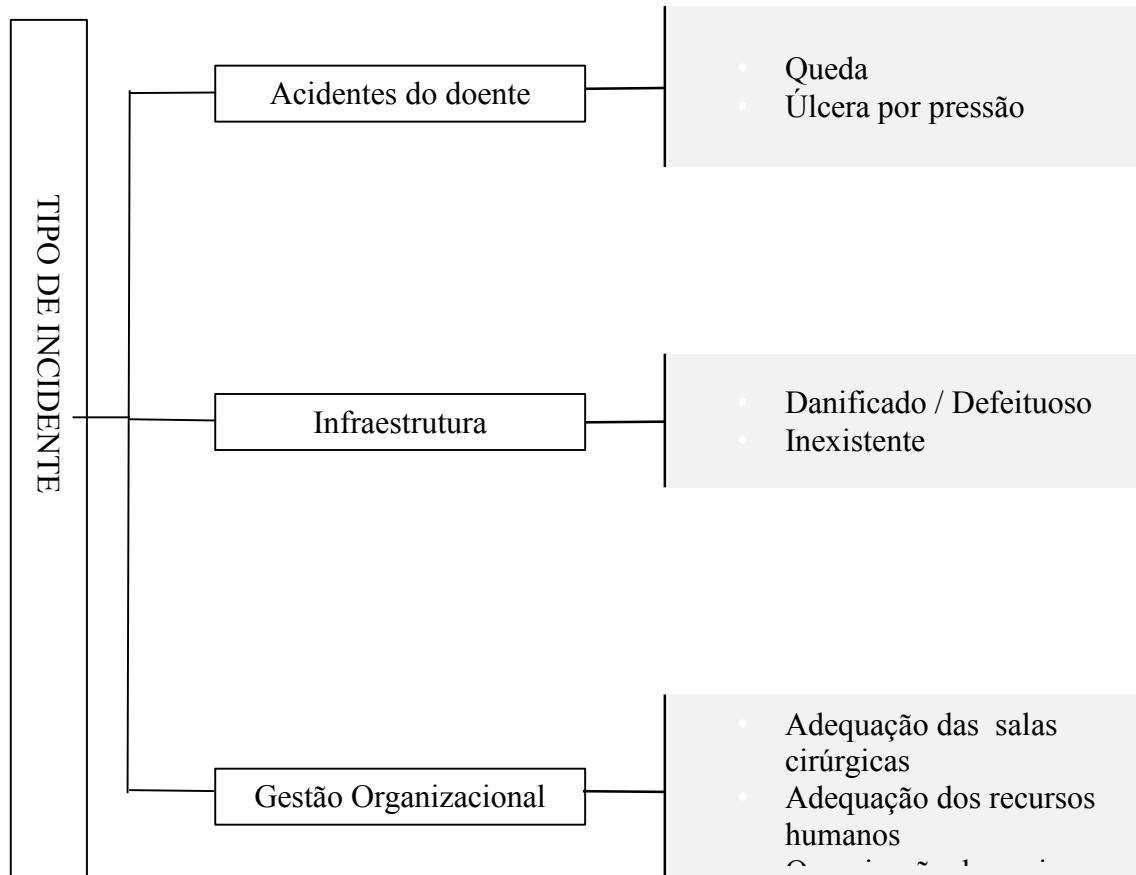 TIPO DE INCIDENTE
Acidentes do doente
Queda
Úlcera por pressão
Infraestrutura
Danificado / Defeituoso
Inexistente
Gestão Organizacional
Adequação das salas
cirúrgicas
Adequação dos recursos
humanos